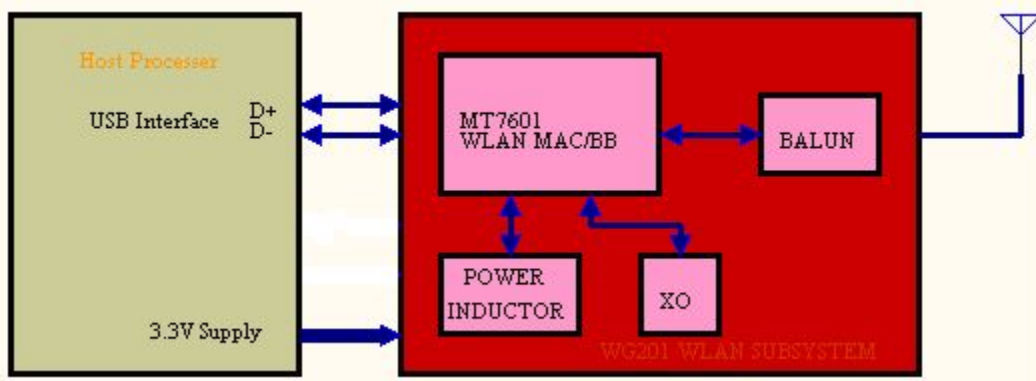 Host Processer
USB Interface D+
D-
3.3V Supply
MT7601
WLAN MAC/BB
BALUN
POWER
INDUCTOR
XO
WG201 WLAN SUBSYSTEM